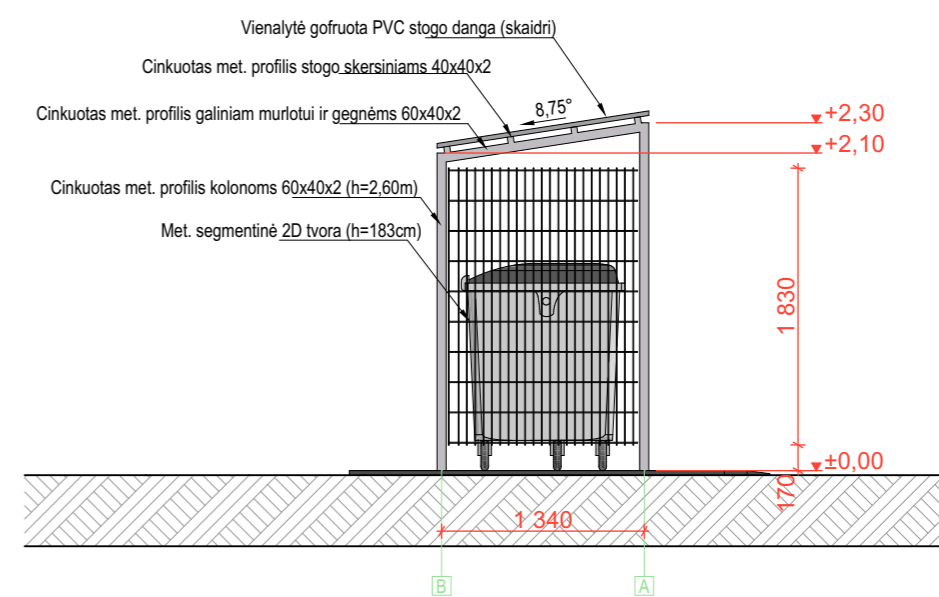 Vienalytė gofruota PVC stogo danga (skaidri)
Cinkuotas met. profilis stogo skersiniams 40x40x2
8,75°
Cinkuotas met. profilis galiniam murlotui ir gegnėms 60x40x2
+2,30
+2,10
Cinkuotas met. profilis kolonoms 60x40x2 (h=2,60m)
Met. segmentinė 2D tvora (h=183cm)
1 830
±0,00
170
1 340
B
A